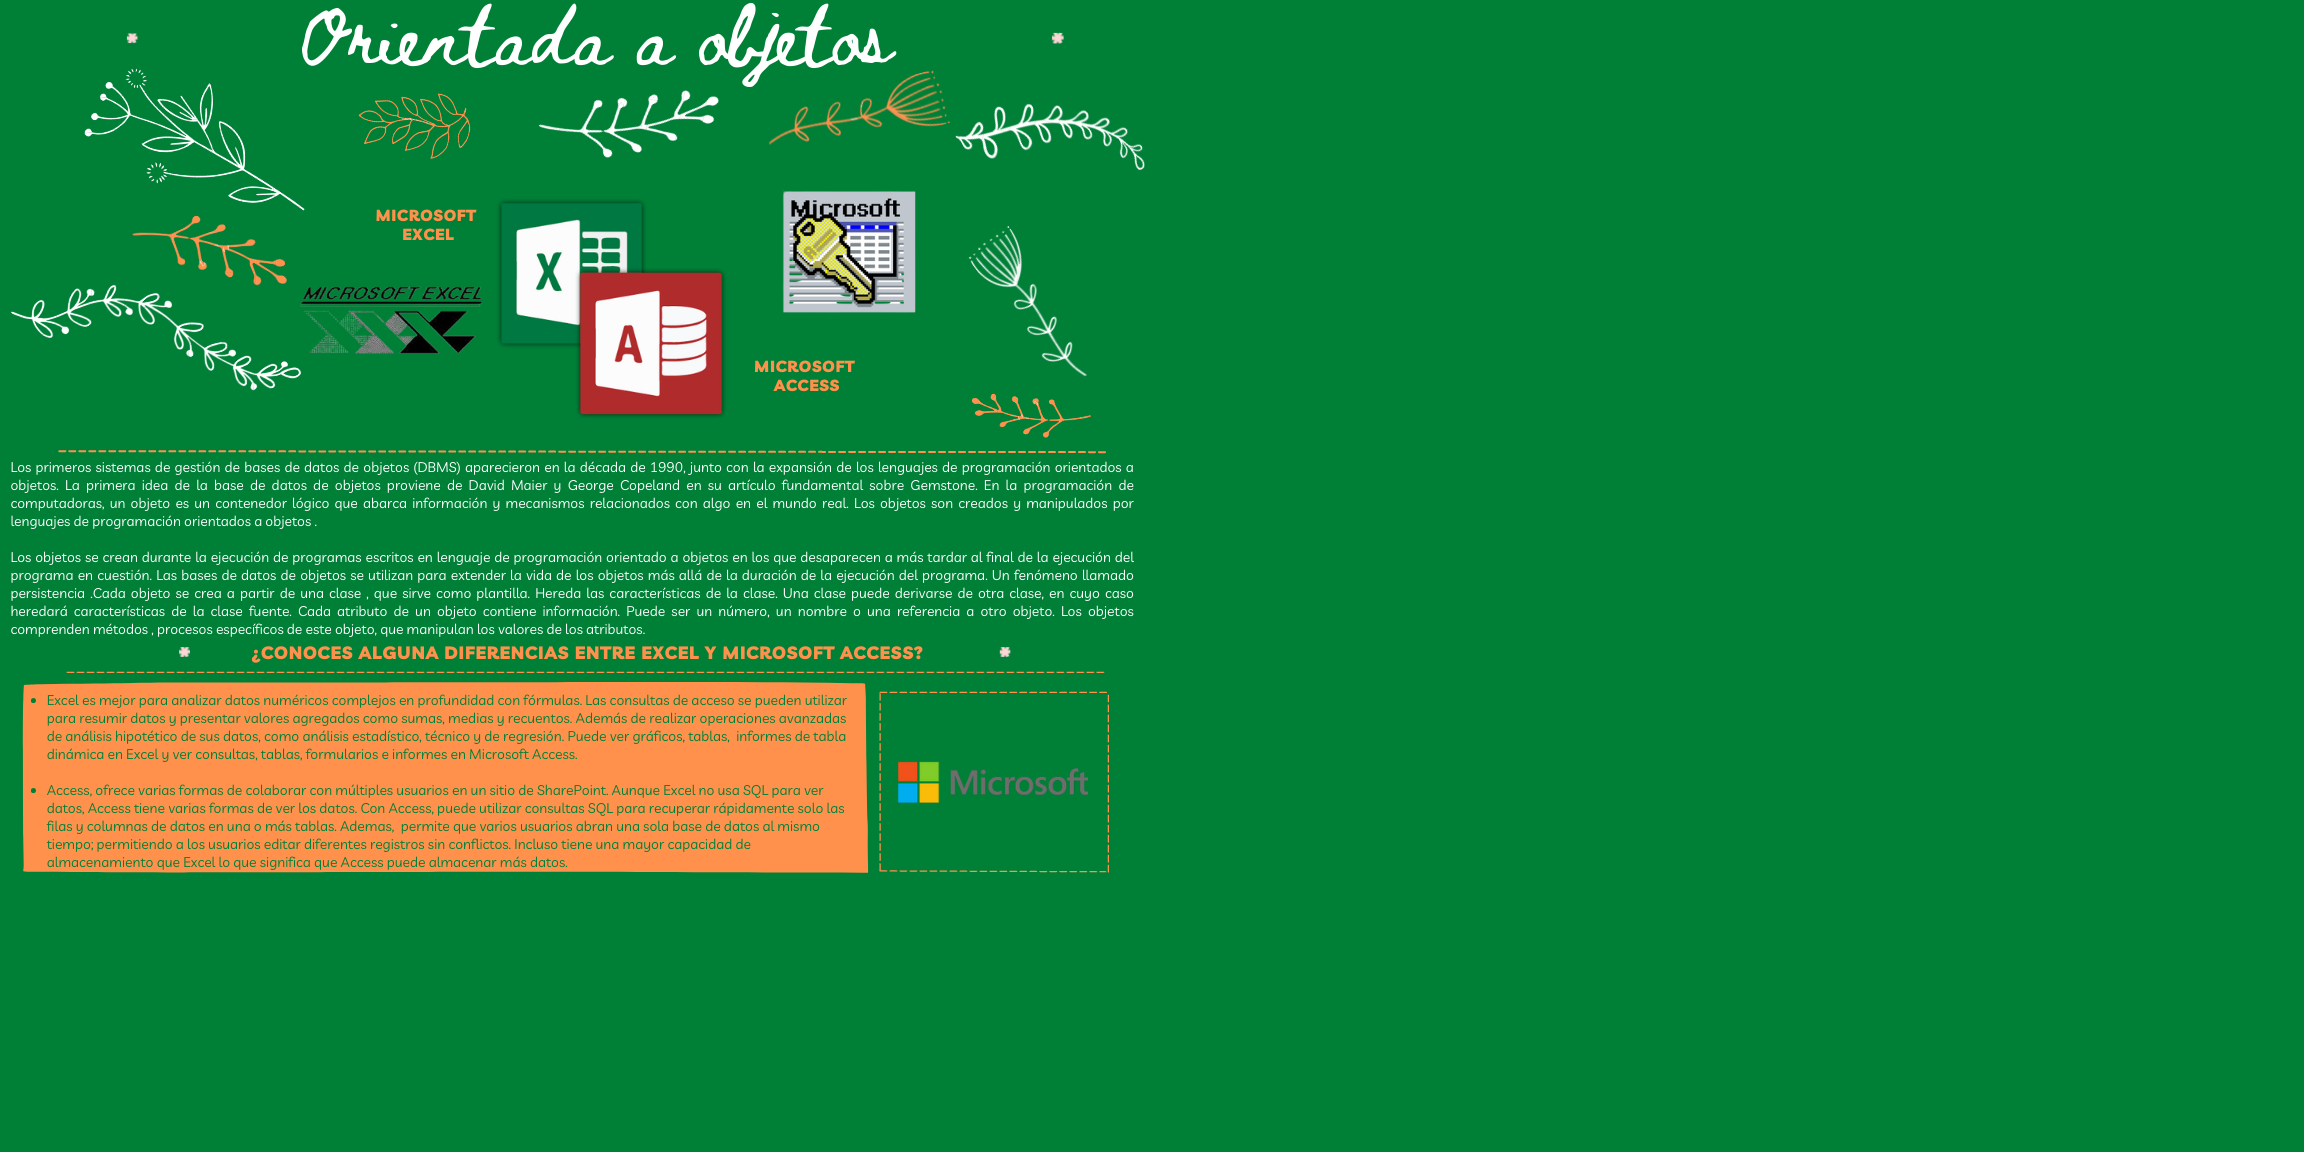 Orientada a objetos
MICROSOFT
EXCEL
Microsoft
MICROSOFT EXCEL
X
A
MICROSOFT
ACCESS
Los primeros sistemas de gestión de bases de datos de objetos (DBMS) aparecieron en la década de 1990, junto con la expansión de los lenguajes de programación orientados a
objetos. La primera idea de la base de datos de objetos proviene de David Maier y George Copeland en su artículo fundamental sobre Gemstone. En la programación de
computadoras, un objeto es un contenedor lógico que abarca información y mecanismos relacionados con algo en el mundo real. Los objetos son creados y manipulados por
lenguajes de programación orientados a objetos .
Los objetos se crean durante la ejecución de programas escritos en lenguaje de programación orientado a objetos en los que desaparecen a más tardar al final de la ejecución del
programa en cuestión. Las bases de datos de objetos se utilizan para extender la vida de los objetos más allá de la duración de la ejecución del programa. Un fenómeno llamado
persistencia .Cada objeto se crea a partir de una clase , que sirve como plantilla. Hereda las características de la clase. Una clase puede derivarse de otra clase, en cuyo caso
heredará características de la clase fuente. Cada atributo de un objeto contiene información. Puede ser un número, un nombre o una referencia a otro objeto. Los objetos
comprenden métodos , procesos específicos de este objeto, que manipulan los valores de los atributos.
¿CONOCES ALGUNA DIFERENCIAS ENTRE EXCEL Y MICROSOFT ACCESS?
• Excel es mejor para analizar datos numéricos complejos en profundidad con fórmulas. Las consultas de acceso se pueden utilizar
para resumir datos y presentar valores agregados como sumas, medias y recuentos. Además de realizar operaciones avanzadas
de análisis hipotético de sus datos, como análisis estadístico, técnico y de regresión. Puede ver gráficos, tablas,  informes de tabla
dinámica en Excel y ver consultas, tablas, formularios e informes en Microsoft Access.
• Access, ofrece varias formas de colaborar con múltiples usuarios en un sitio de SharePoint. Aunque Excel no usa SQL para ver
datos, Access tiene varias formas de ver los datos. Con Access, puede utilizar consultas SQL para recuperar rápidamente solo las
filas y columnas de datos en una o más tablas. Ademas,  permite que varios usuarios abran una sola base de datos al mismo
tiempo; permitiendo a los usuarios editar diferentes registros sin conflictos. Incluso tiene una mayor capacidad de
almacenamiento que Excel lo que significa que Access puede almacenar más datos.
Microsoft